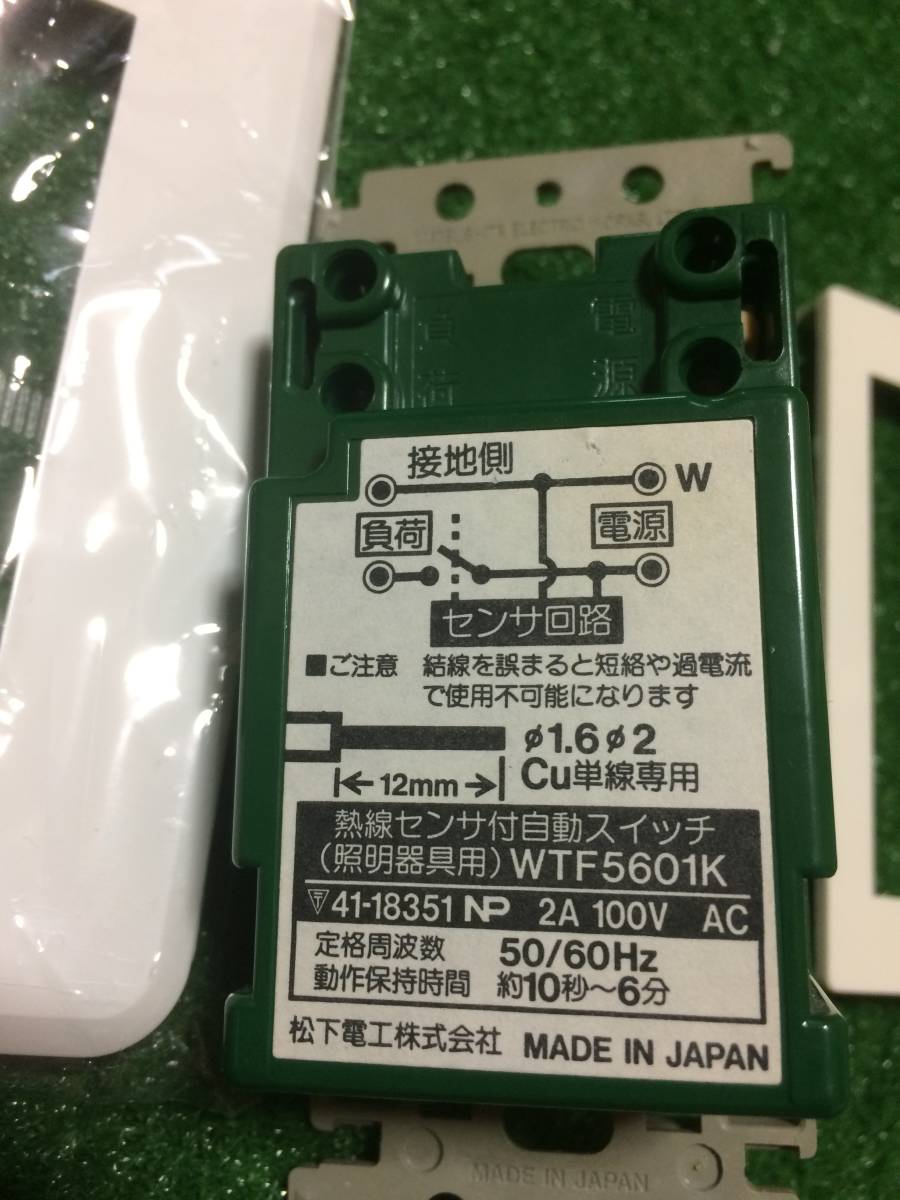 負荷 電源
接地側
W
負荷 電源
センサ回路
■ご注意 結線を誤まると短絡や過電流
で使用不可能になります
φ1.6φ2
12mm Cu単線専用
熱線センサ付自動スイッチ
(照明器具用) WTF5601K
41-18351 NP 2A 100V AC
定格周波数 50/60Hz
動作保持時間 約10秒〜6分
松下電工株式会社 MADE IN JAPAN
MADE IN JAPAN